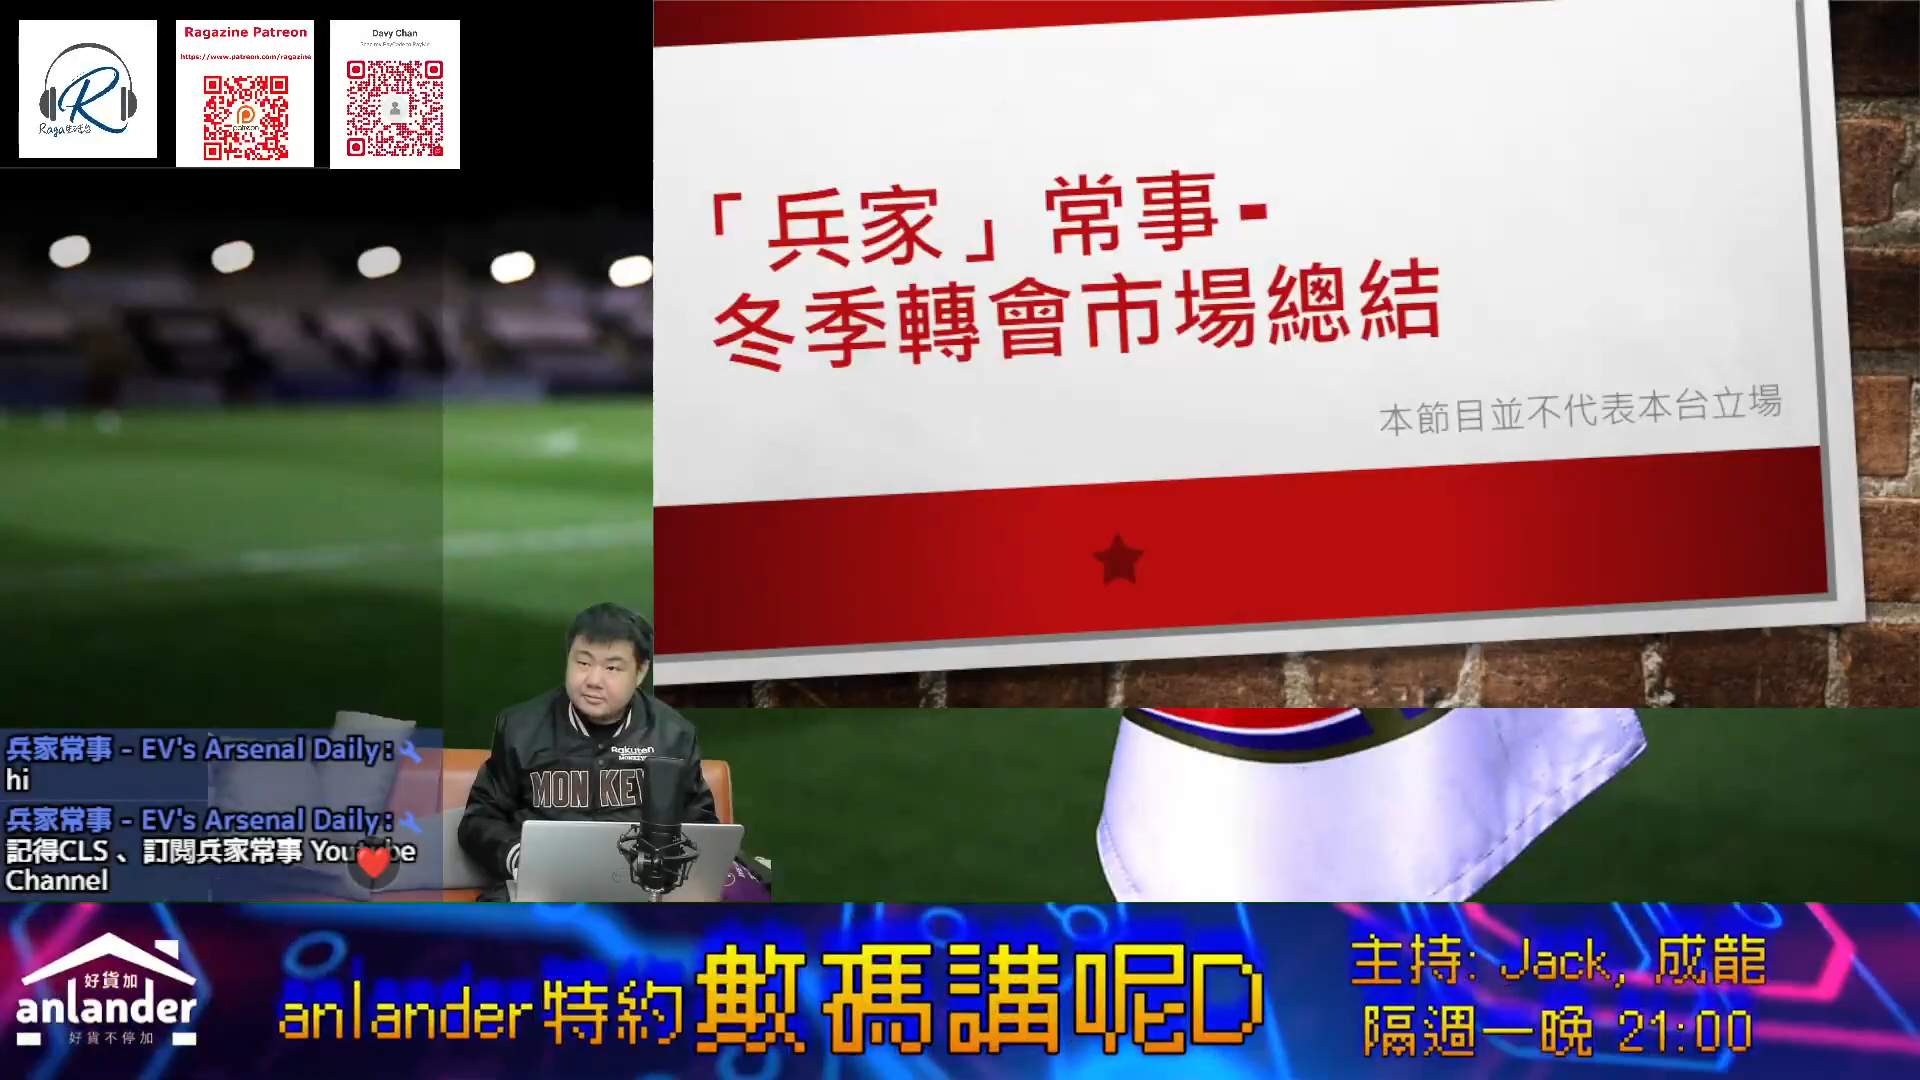 Ragazine Patreon
https://www.patreon.com/ragazine
patreon
Davy Chan
R
「兵家」常事-
冬季轉會市場總結
本節目並不代表本台立場
Rakuten
MONKEY
MON KEY
兵家常事 - EV's Arsenal Daily:
hi
兵家常事 - EV's Arsenal Daily:
記得CLS 、訂閱兵家常事 Youtube
Channel
好貨加
anlander
好貨不停加
anlander特約 數碼講呢D
主持: Jack, 成龍
隔週一晚 21:00